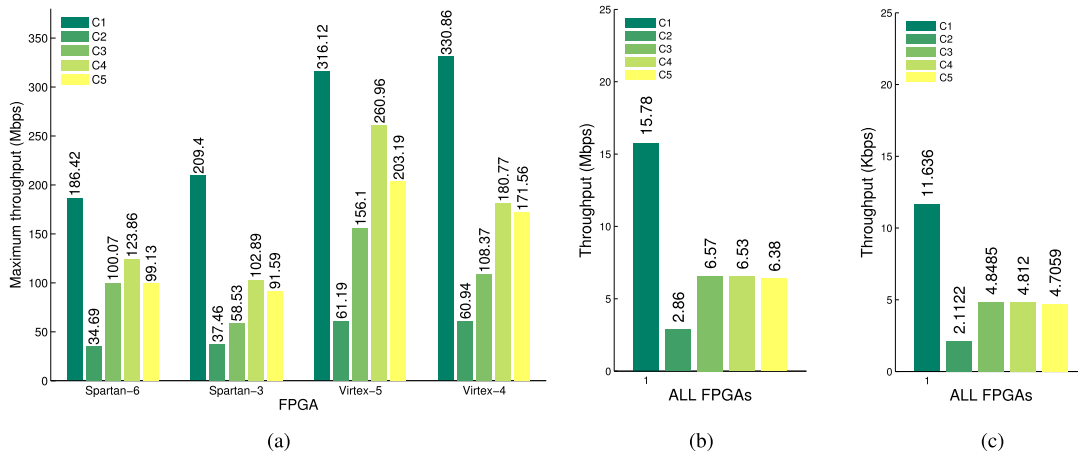 C1
C2
C3
C4
C5
Maximum throughput (Mbps)
350
300
250
200
150
100
50
0
186.42
34.69
100.07
123.86
99.13
209.4
37.46
58.53
102.89
91.59
316.12
61.19
156.1
260.96
203.19
330.86
60.94
108.37
180.77
171.56
Spartan−6
Spartan−3
Virtex−5
Virtex−4
FPGA
(a)
C1
C2
C3
C4
C5
Throughput (Mbps)
25
20
15
10
5
0
15.78
2.86
6.57
6.53
6.38
1
ALL FPGAs
(b)
C1
C2
C3
C4
C5
Throughput (Kbps)
25
20
15
10
5
0
11.636
2.1122
4.8485
4.812
4.7059
1
ALL FPGAs
(c)